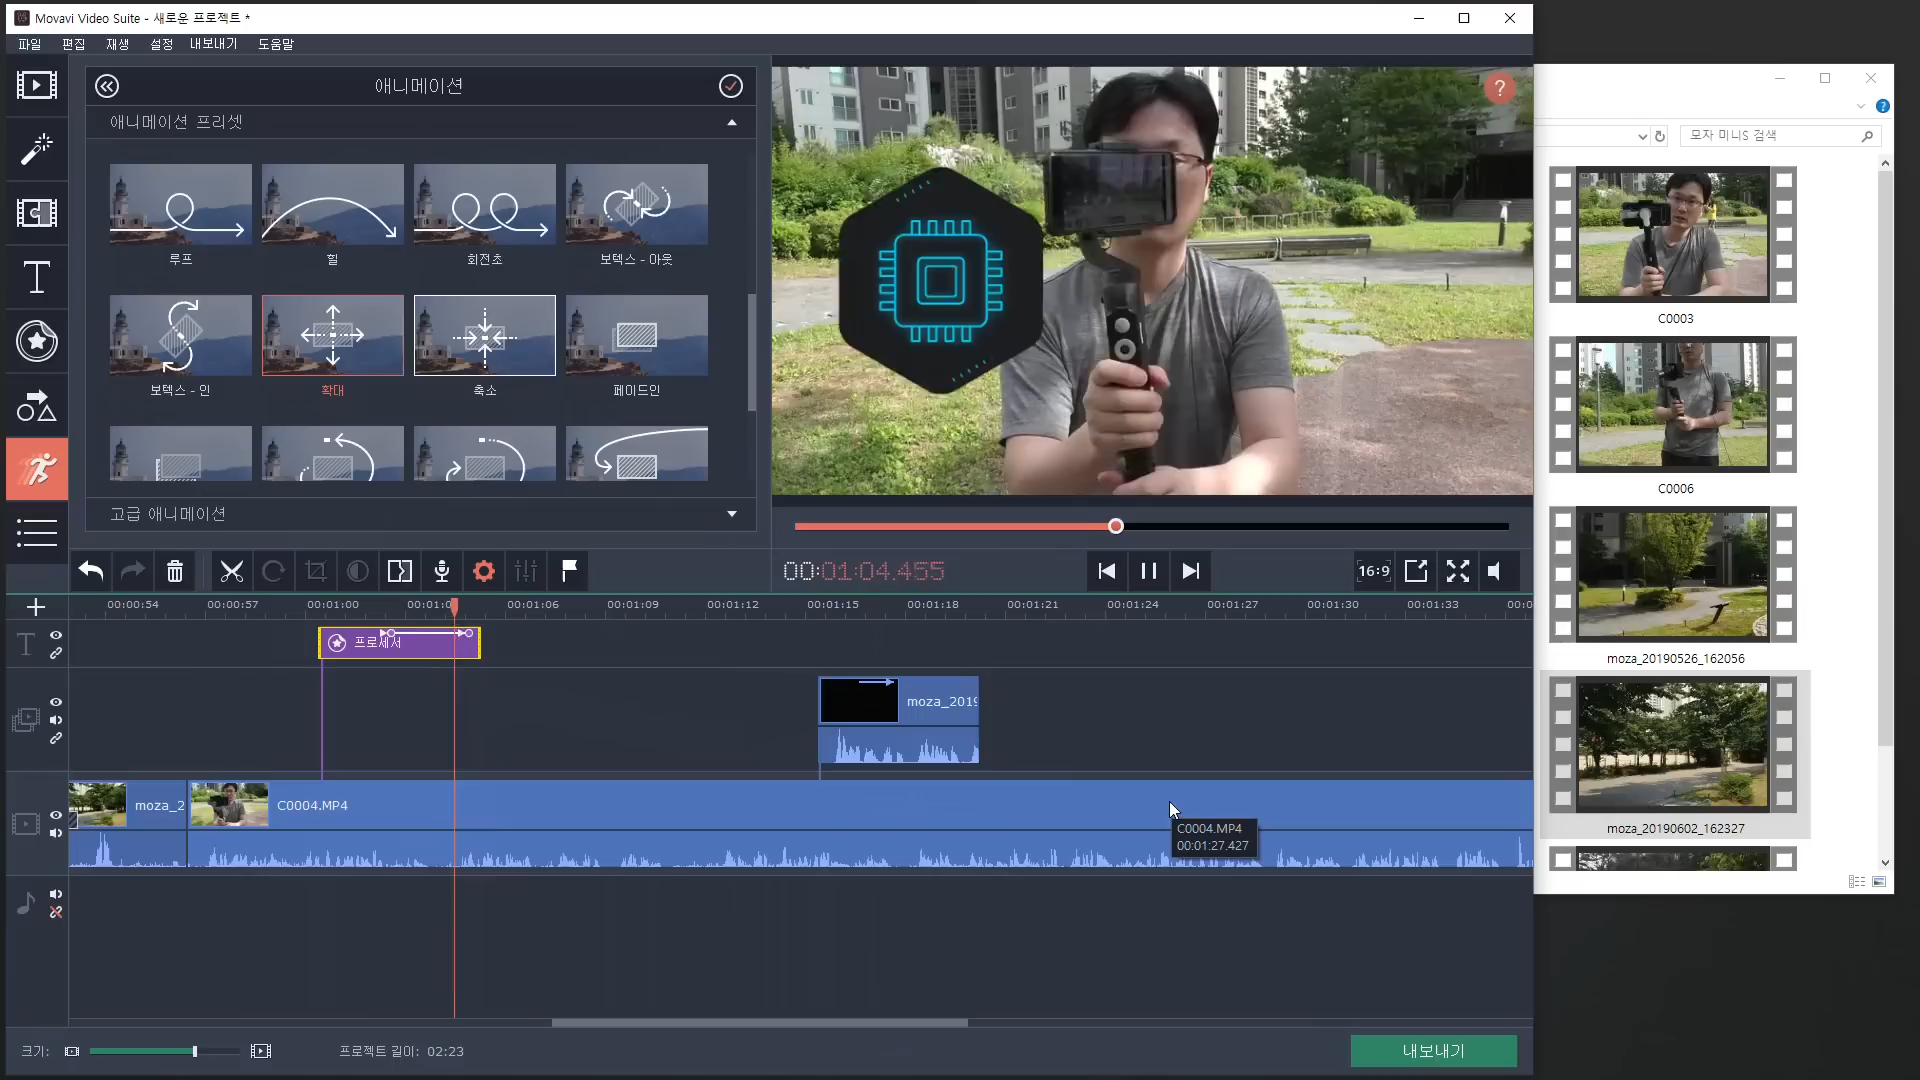 Movavi Video Suite - 새로운 프로젝트 *
파일 편집 재생 설정 내보내기 도움말
애니메이션
애니메이션 프리셋
루프 힐 회전초 보텍스 - 아웃
보텍스 - 인 확대 축소 페이드인
고급 애니메이션
?
00:01:04.455
16:9
00:00:54 00:00:57 00:01:00 00:01:06 00:01:09 00:01:12 00:01:15 00:01:18 00:01:21 00:01:24 00:01:27 00:01:30 00:01:33
T
프로세서
moza_2019
moza_2
C0004.MP4
C0004.MP4
00:01:27.427
크기:
프로젝트 길이: 02:23
내보내기
?
모자 미니S 검색
C0003
C0006
moza_20190526_162056
moza_20190602_162327